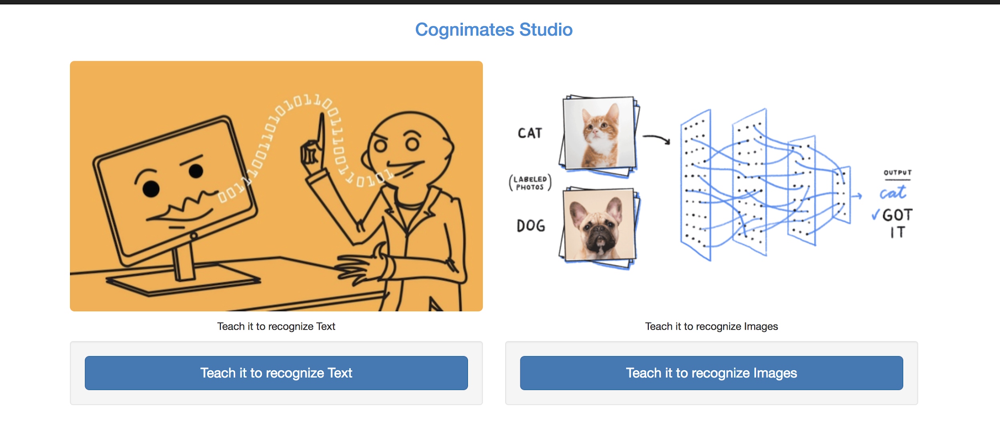 Cognimates Studio
CAT
(LABELED
PHOTOS)
DOG
OUTPUT
cat
✓GOT
IT
Teach it to recognize Text
Teach it to recognize Images
Teach it to recognize Text
Teach it to recognize Images